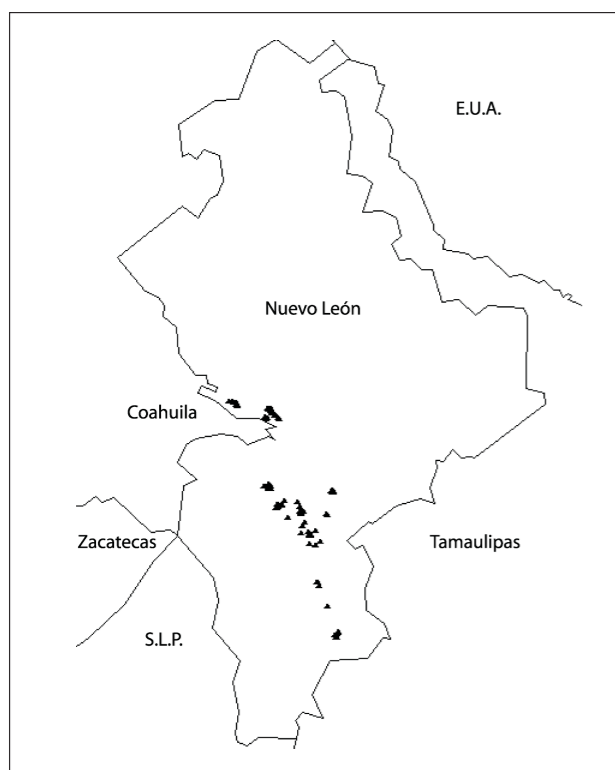 E.U.A.
Nuevo León
Coahuila
Zacatecas
Tamaulipas
S.L.P.